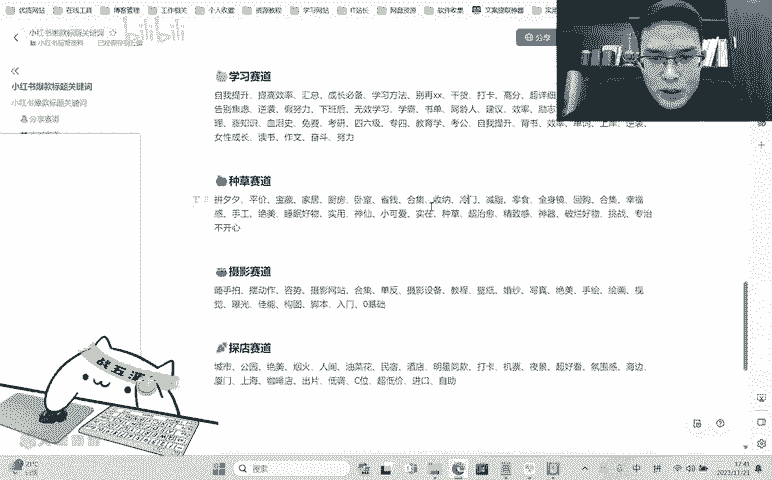 优质网站 在线工具 博客管理 工作相关 个人收藏 资源教程 学习网站 IT站长 网盘资源 软件收集 文案提取神器
bilibili
小红书爆款标题关键词
分享
小红书爆款标题关键词
小红书爆款标题关键词
学习赛道
自我提升、提高效率、汇总、成长必备、学习方法、别再xx、干货、打卡、高分、超详细
告别焦虑、逆袭、假努力、下班后、无效学习、学霸、书单、同龄人、建议、效率、励志
理、涨知识、血泪史、免费、考研、四六级、专四、教育学、考公、自我提升、背书、效率、单词、上岸、逆袭、
女性成长、读书、作文、奋斗、努力
种草赛道
拼夕夕、平价、宝藏、家居、厨房、卧室、省钱、合集、收纳、冷门、减脂、零食、全身镜、回购、合集、幸福
感、手工、绝美、睡眠好物、实用、神仙、小可爱、实在、种草、超治愈、精致感、神器、破烂好物、挑战、专治
不开心
摄影赛道
随手拍、摆动作、姿势、摄影网站、合集、单反、摄影设备、教程、壁纸、婚纱、写真、绝美、手绘、绘画、视
觉、曝光、佳能、构图、脚本、入门、0基础
探店赛道
城市、公园、绝美、烟火、人间、油菜花、民宿、酒店、明星同款、打卡、机票、夜景、超好看、氛围感、海边、
厦门、上海、咖啡店、出片、低调、C位、超低价、进口、自助
战五渣
21°C
搜索
中
拼
17:41
2023/11/21